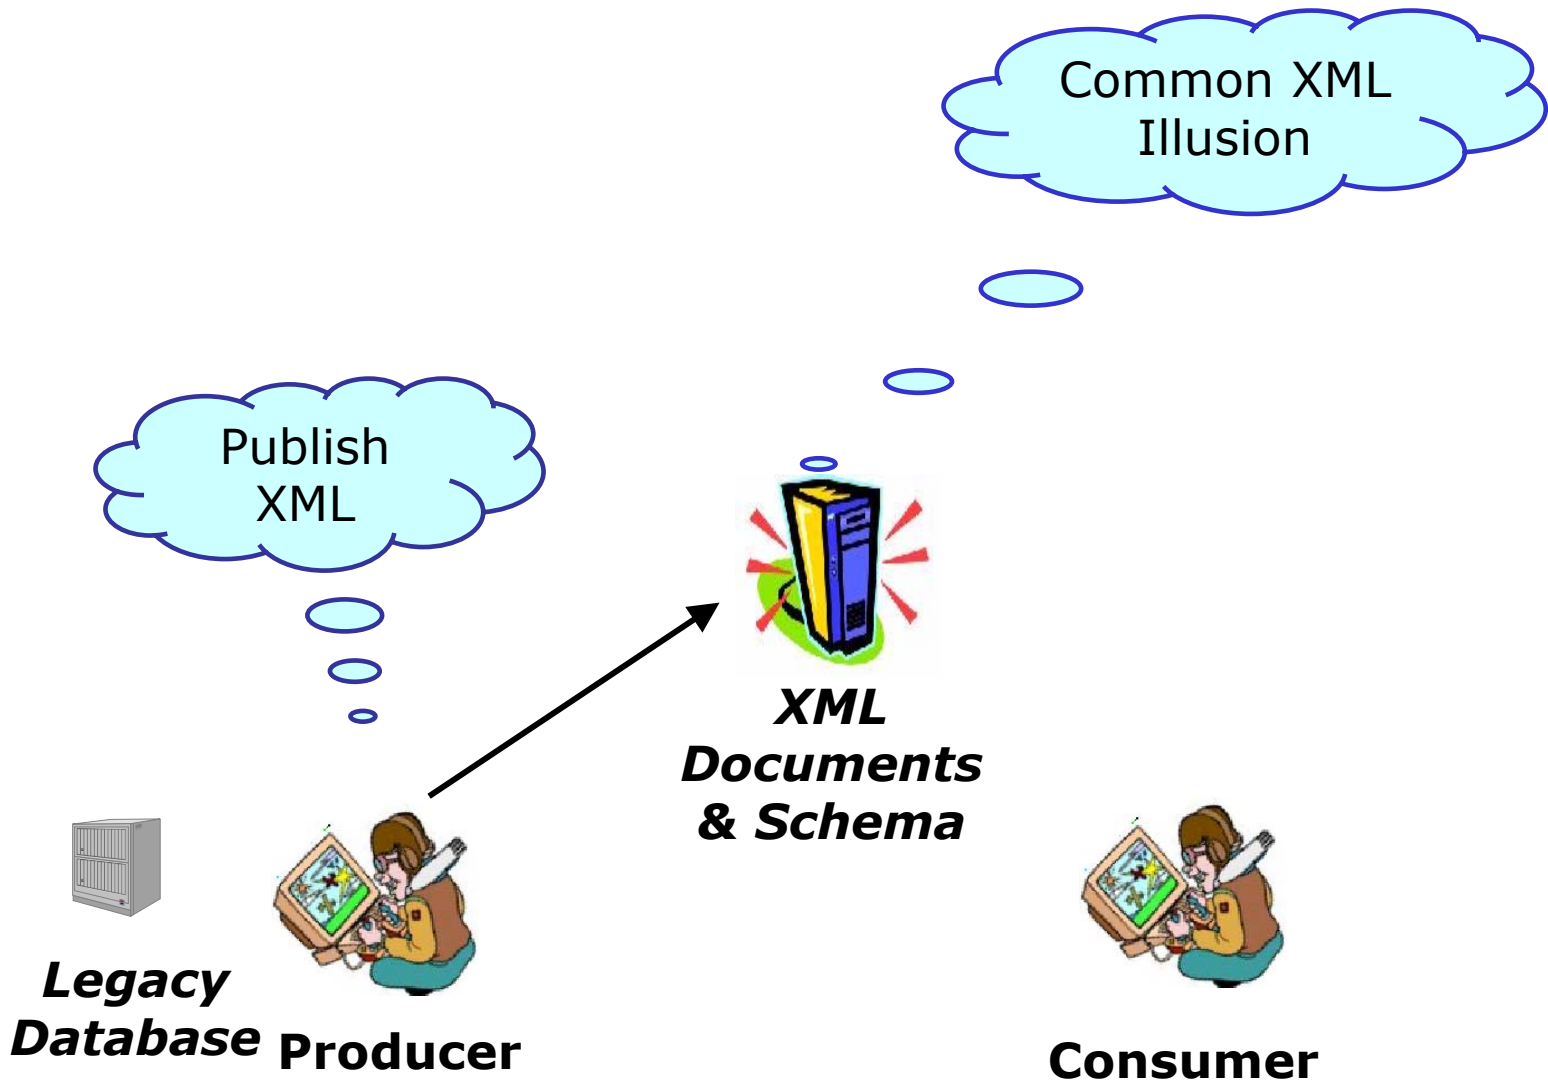 Common XML
Illusion
Publish
XML
XML
Documents
& Schema
Legacy
Database
Producer
Consumer